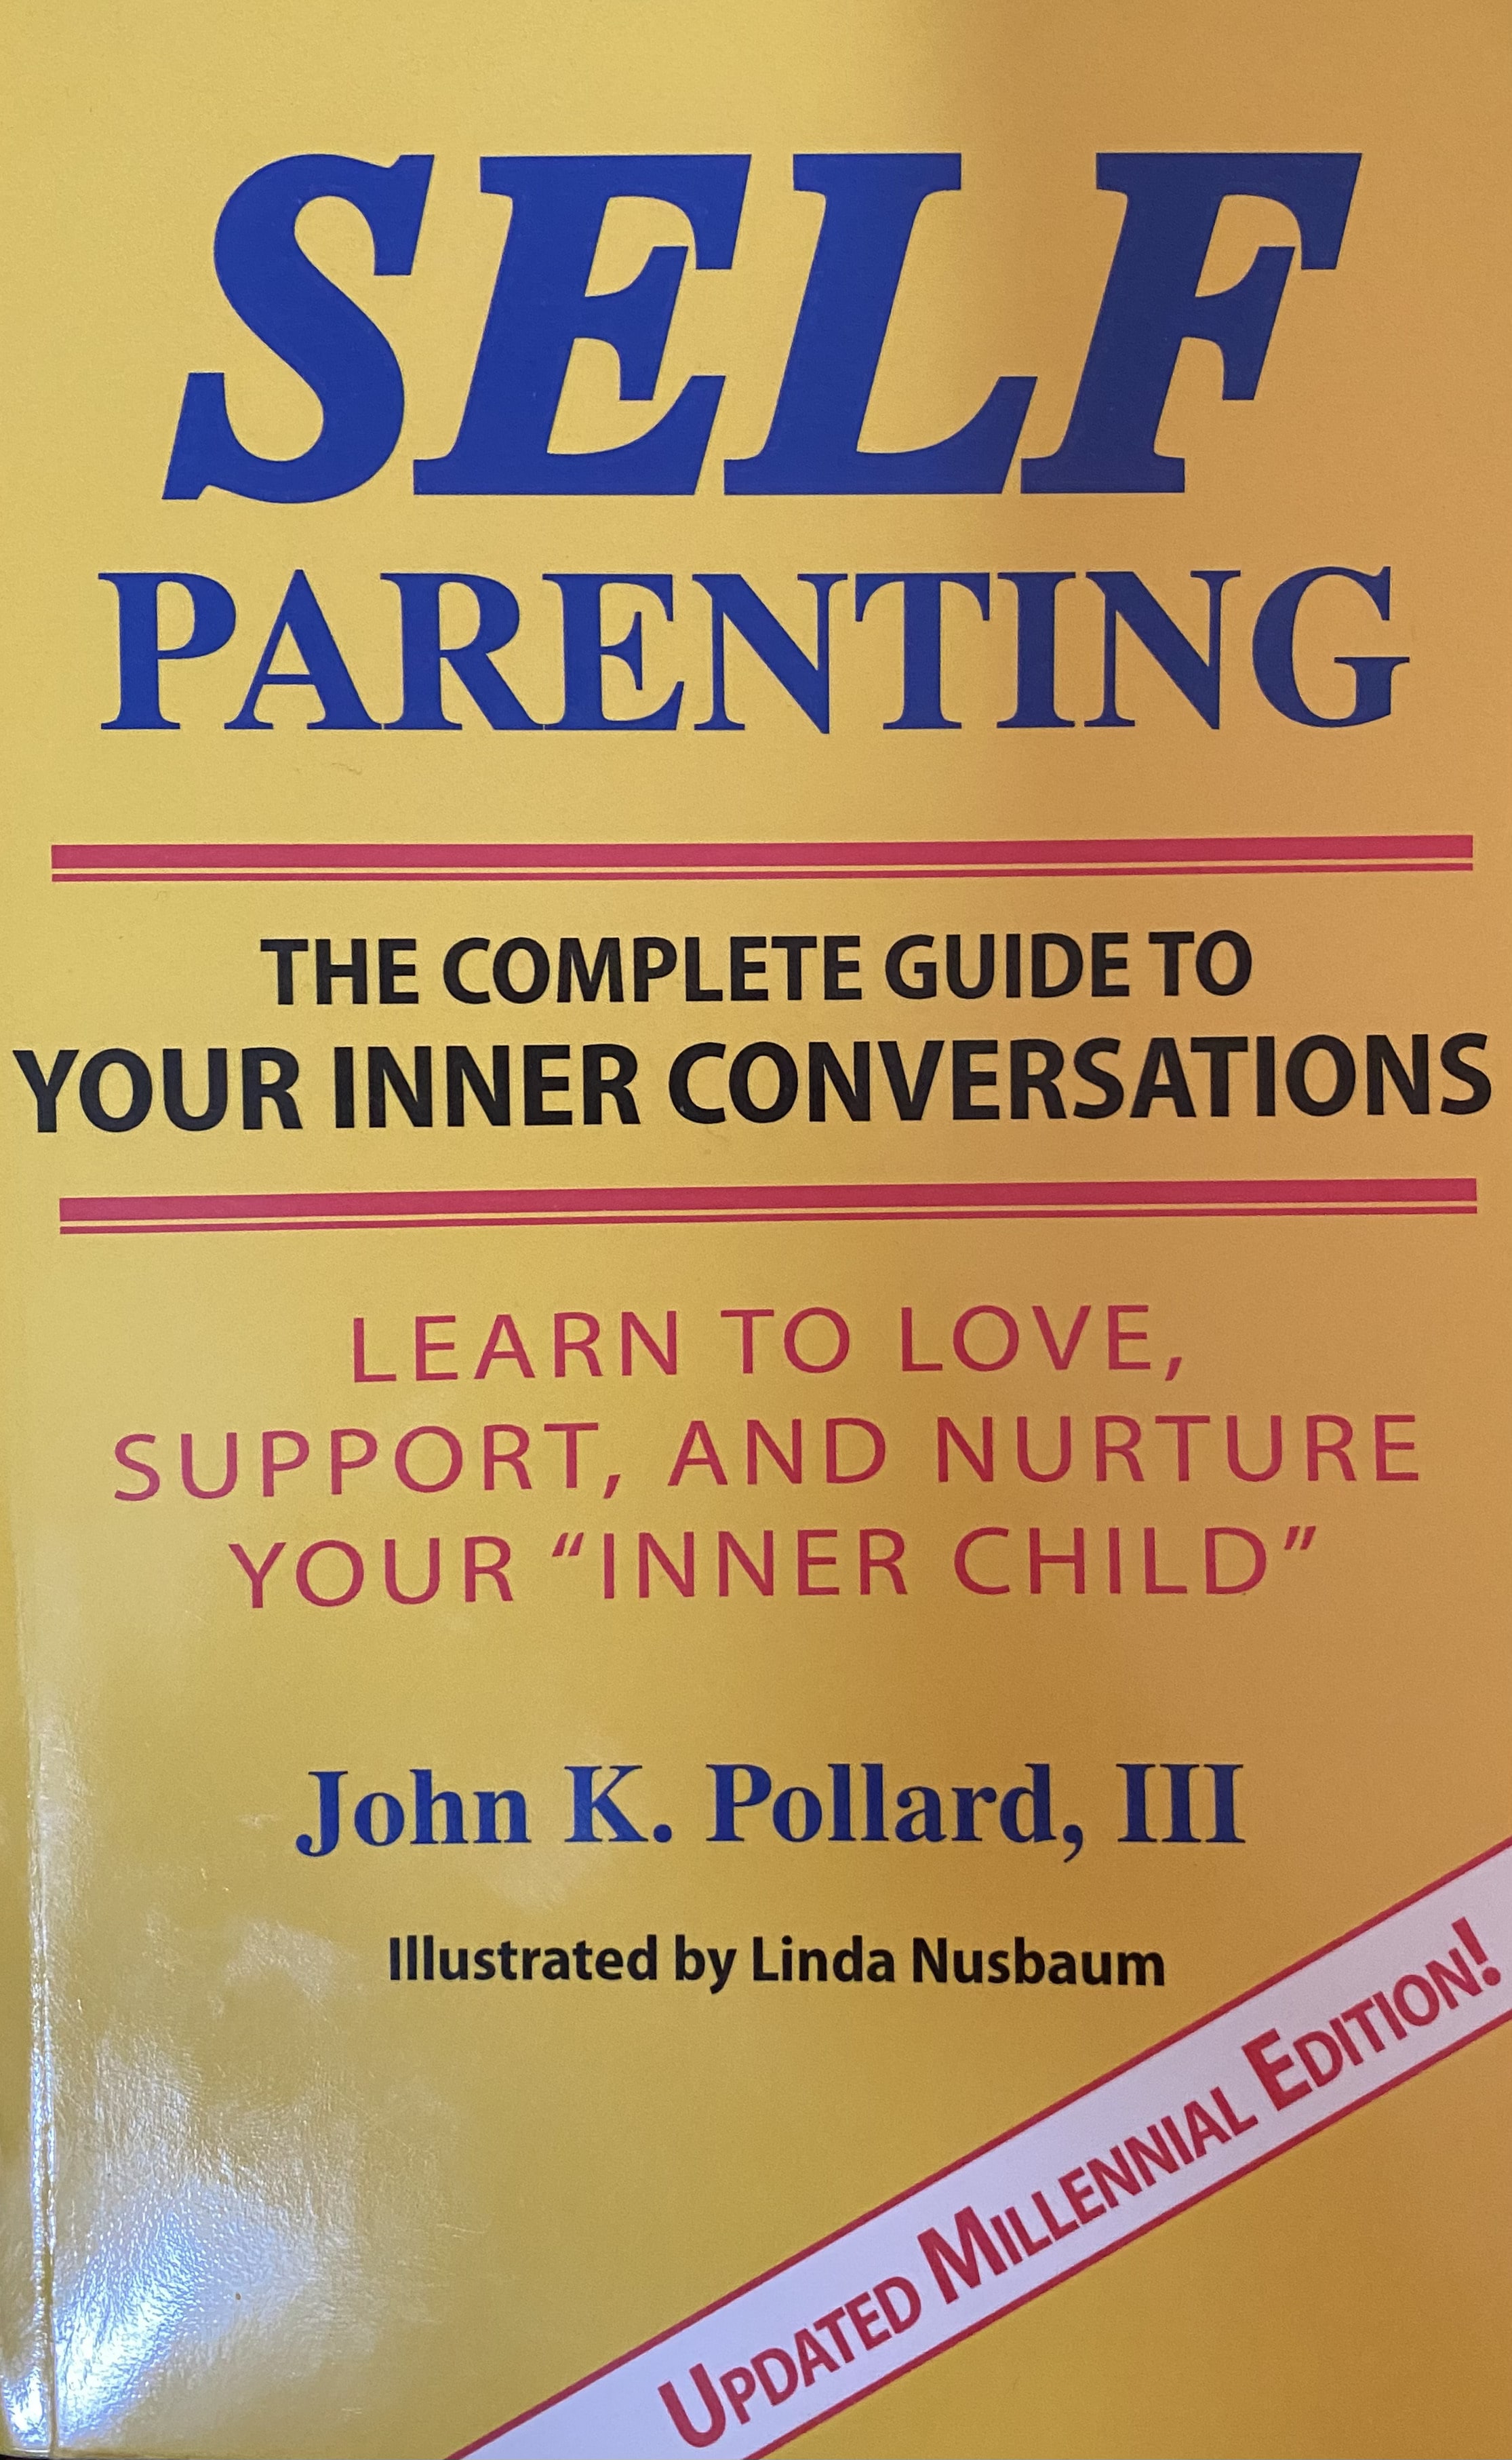 SELF
PARENTING
THE COMPLETE GUIDE TO
YOUR INNER CONVERSATIONS
LEARN TO LOVE,
SUPPORT, AND NURTURE
YOUR “INNER CHILD”
John K. Pollard, III
Illustrated by Linda Nusbaum
UPDATED MILLENNIAL EDITION!